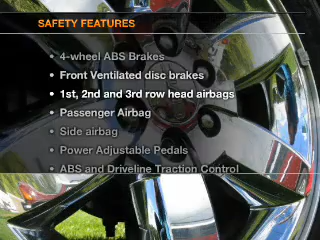 SAFETY FEATURES
• 4-wheel ABS Brakes
• Front Ventilated disc brakes
• 1st, 2nd and 3rd row head airbags
• Passenger Airbag
• Side airbag
• Power Adjustable Pedals
• ABS and Driveline Traction Control